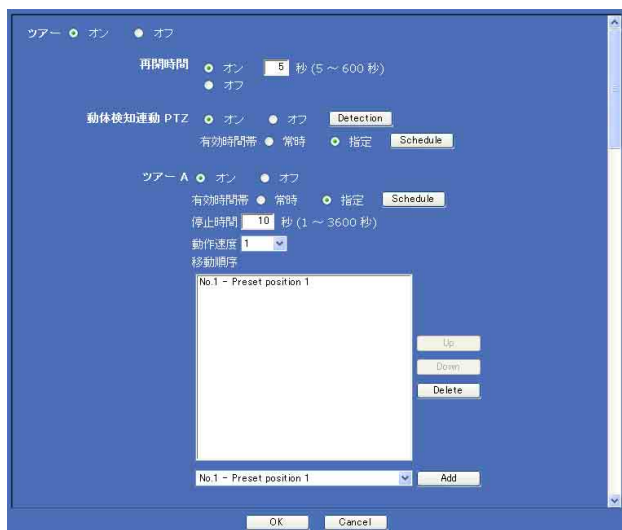 ツアー オン オフ
再開時間 オン 5 秒 (5 ～ 600 秒)
オフ
動体検知連動 PTZ オン オフ Detection
有効時間帯 常時 指定 Schedule
ツアー A オン オフ
有効時間帯 常時 指定 Schedule
停止時間 10 秒 (1 ～ 3600 秒)
動作速度 1
移動順序
No.1 - Preset position 1
Up
Down
Delete
No.1 - Preset position 1 Add
OK Cancel